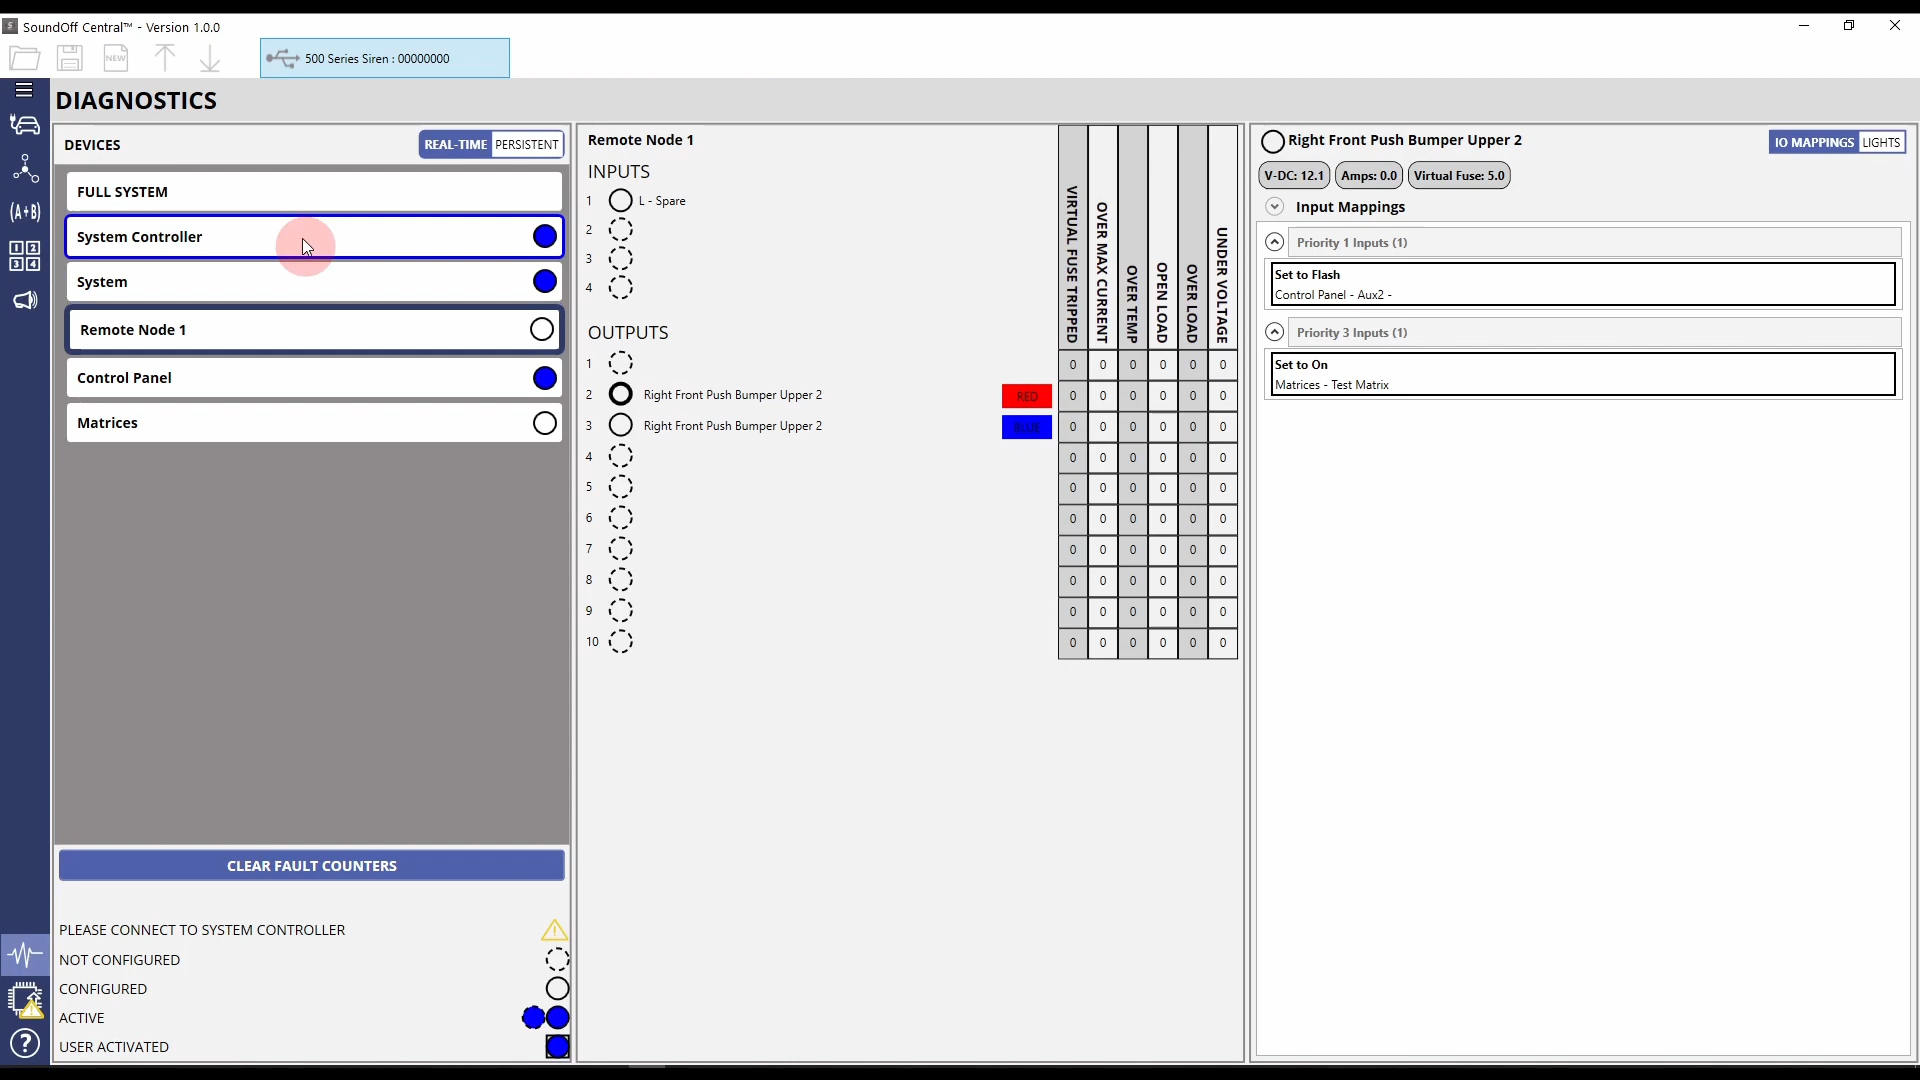 SoundOff Central™ - Version 1.0.0
NEW
500 Series Siren : 00000000
DIAGNOSTICS
DEVICES
REAL-TIME PERSISTENT
FULL SYSTEM
System Controller
System
Remote Node 1
Control Panel
Matrices
CLEAR FAULT COUNTERS
PLEASE CONNECT TO SYSTEM CONTROLLER
NOT CONFIGURED
CONFIGURED
ACTIVE
USER ACTIVATED
(A+B)
1 2
3 4
?
Remote Node 1
INPUTS
1 L - Spare
2
3
4
OUTPUTS
VIRTUAL FUSE TRIPPED
OVER MAX CURRENT
OVER TEMP
OPEN LOAD
OVER LOAD
UNDER VOLTAGE
1 0 0 0 0 0 0
2 Right Front Push Bumper Upper 2 RED 0 0 0 0 0 0
3 Right Front Push Bumper Upper 2 BLUE 0 0 0 0 0 0
4 0 0 0 0 0 0
5 0 0 0 0 0 0
6 0 0 0 0 0 0
7 0 0 0 0 0 0
8 0 0 0 0 0 0
9 0 0 0 0 0 0
10 0 0 0 0 0 0
Right Front Push Bumper Upper 2
IO MAPPINGS LIGHTS
V-DC: 12.1 Amps: 0.0 Virtual Fuse: 5.0
Input Mappings
Priority 1 Inputs (1)
Set to Flash
Control Panel - Aux2 -
Priority 3 Inputs (1)
Set to On
Matrices - Test Matrix